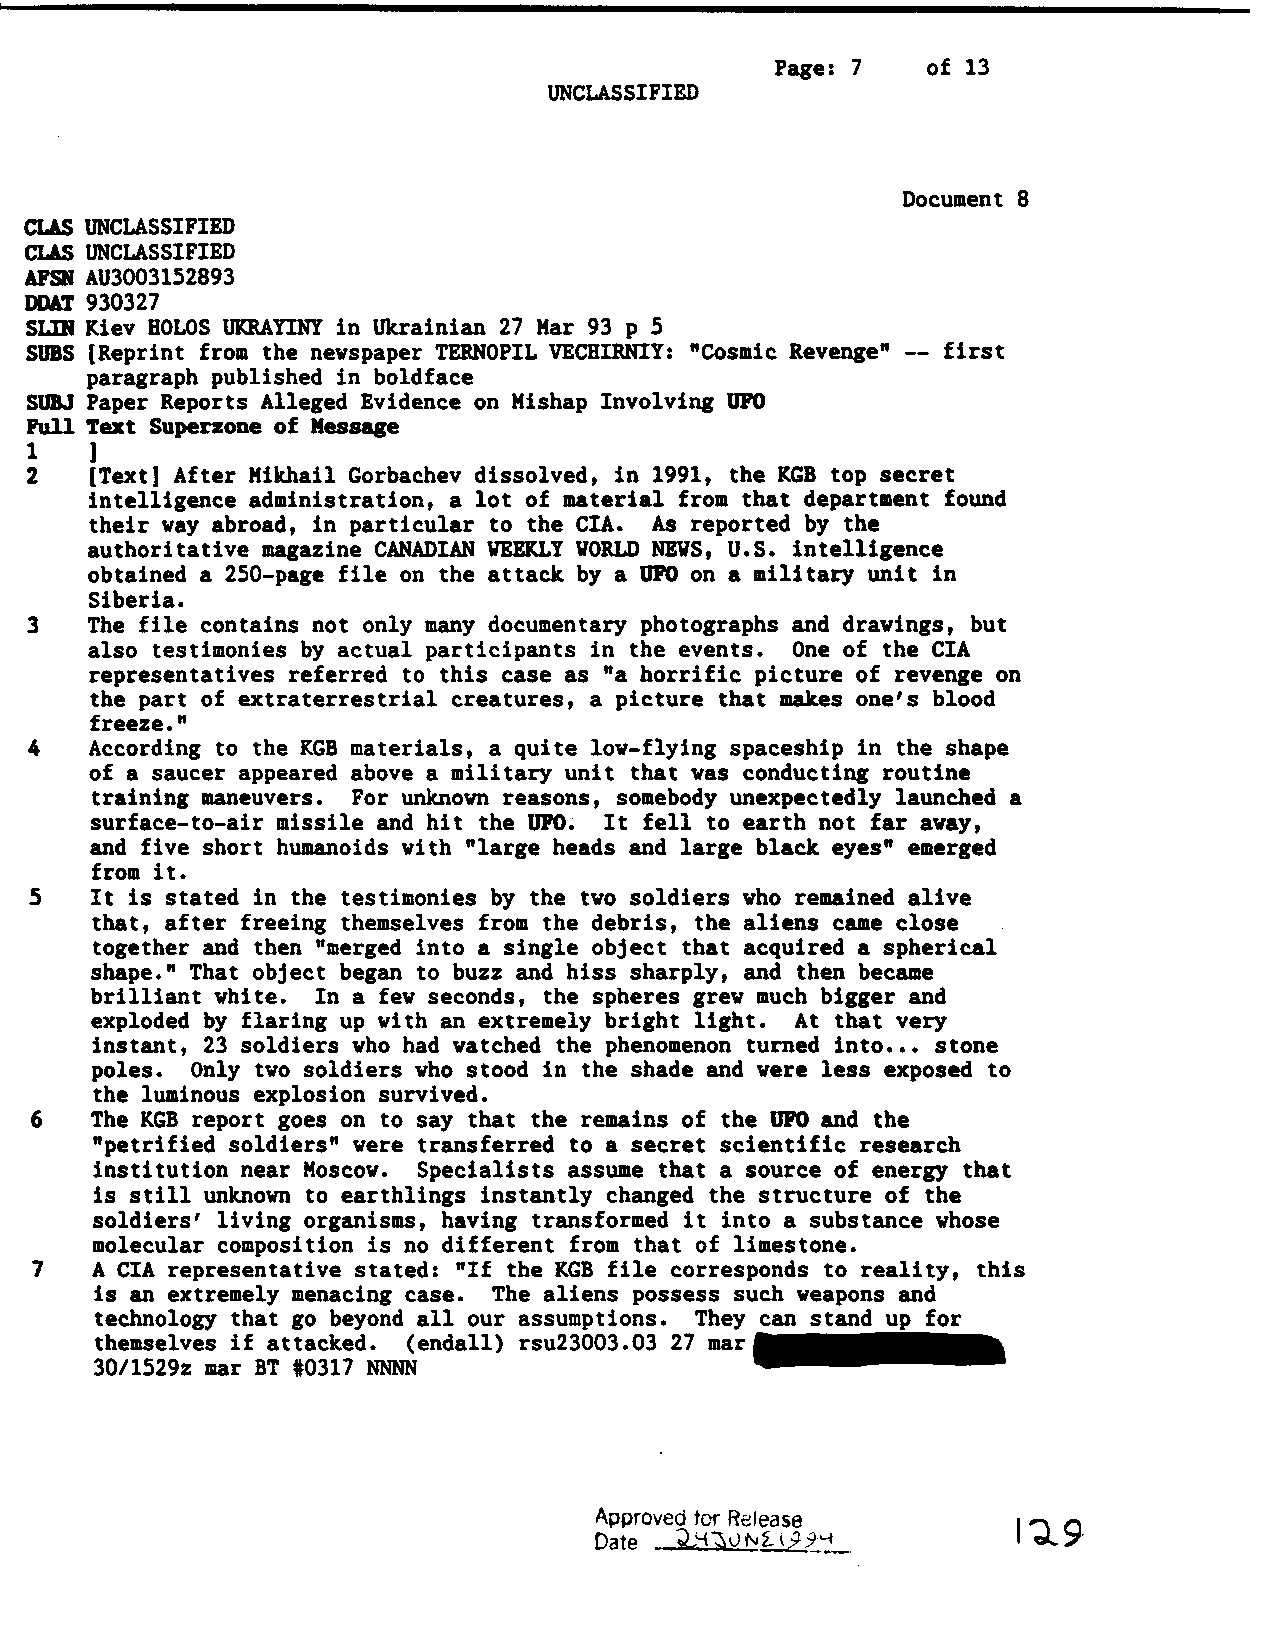 Page: 7 of 13
UNCLASSIFIED
Document 8
CLAS UNCLASSIFIED
CLAS UNCLASSIFIED
AFSN AU3003152893
DDAT 930327
SLIN Kiev HOLOS UKRAYINY in Ukrainian 27 Mar 93 p 5
SUBS [Reprint from the newspaper TERNOPIL VECHIRNIY: "Cosmic Revenge" -- first
paragraph published in boldface
SUBJ Paper Reports Alleged Evidence on Mishap Involving UFO
Full Text Superzone of Message
1 ]
2 [Text] After Mikhail Gorbachev dissolved, in 1991, the KGB top secret
intelligence administration, a lot of material from that department found
their way abroad, in particular to the CIA. As reported by the
authoritative magazine CANADIAN WEEKLY WORLD NEWS, U.S. intelligence
obtained a 250-page file on the attack by a UFO on a military unit in
Siberia.
3 The file contains not only many documentary photographs and drawings, but
also testimonies by actual participants in the events. One of the CIA
representatives referred to this case as "a horrific picture of revenge on
the part of extraterrestrial creatures, a picture that makes one's blood
freeze."
4 According to the KGB materials, a quite low-flying spaceship in the shape
of a saucer appeared above a military unit that was conducting routine
training maneuvers. For unknown reasons, somebody unexpectedly launched a
surface-to-air missile and hit the UFO. It fell to earth not far away,
and five short humanoids with "large heads and large black eyes" emerged
from it.
5 It is stated in the testimonies by the two soldiers who remained alive
that, after freeing themselves from the debris, the aliens came close
together and then "merged into a single object that acquired a spherical
shape." That object began to buzz and hiss sharply, and then became
brilliant white. In a few seconds, the spheres grew much bigger and
exploded by flaring up with an extremely bright light. At that very
instant, 23 soldiers who had watched the phenomenon turned into... stone
poles. Only two soldiers who stood in the shade and were less exposed to
the luminous explosion survived.
6 The KGB report goes on to say that the remains of the UFO and the
"petrified soldiers" were transferred to a secret scientific research
institution near Moscow. Specialists assume that a source of energy that
is still unknown to earthlings instantly changed the structure of the
soldiers' living organisms, having transformed it into a substance whose
molecular composition is no different from that of limestone.
7 A CIA representative stated: "If the KGB file corresponds to reality, this
is an extremely menacing case. The aliens possess such weapons and
technology that go beyond all our assumptions. They can stand up for
themselves if attacked. (endall) rsu23003.03 27 mar
30/1529z mar BT #0317 NNNN
Approved for Release
Date 24 JUNE 1994
129